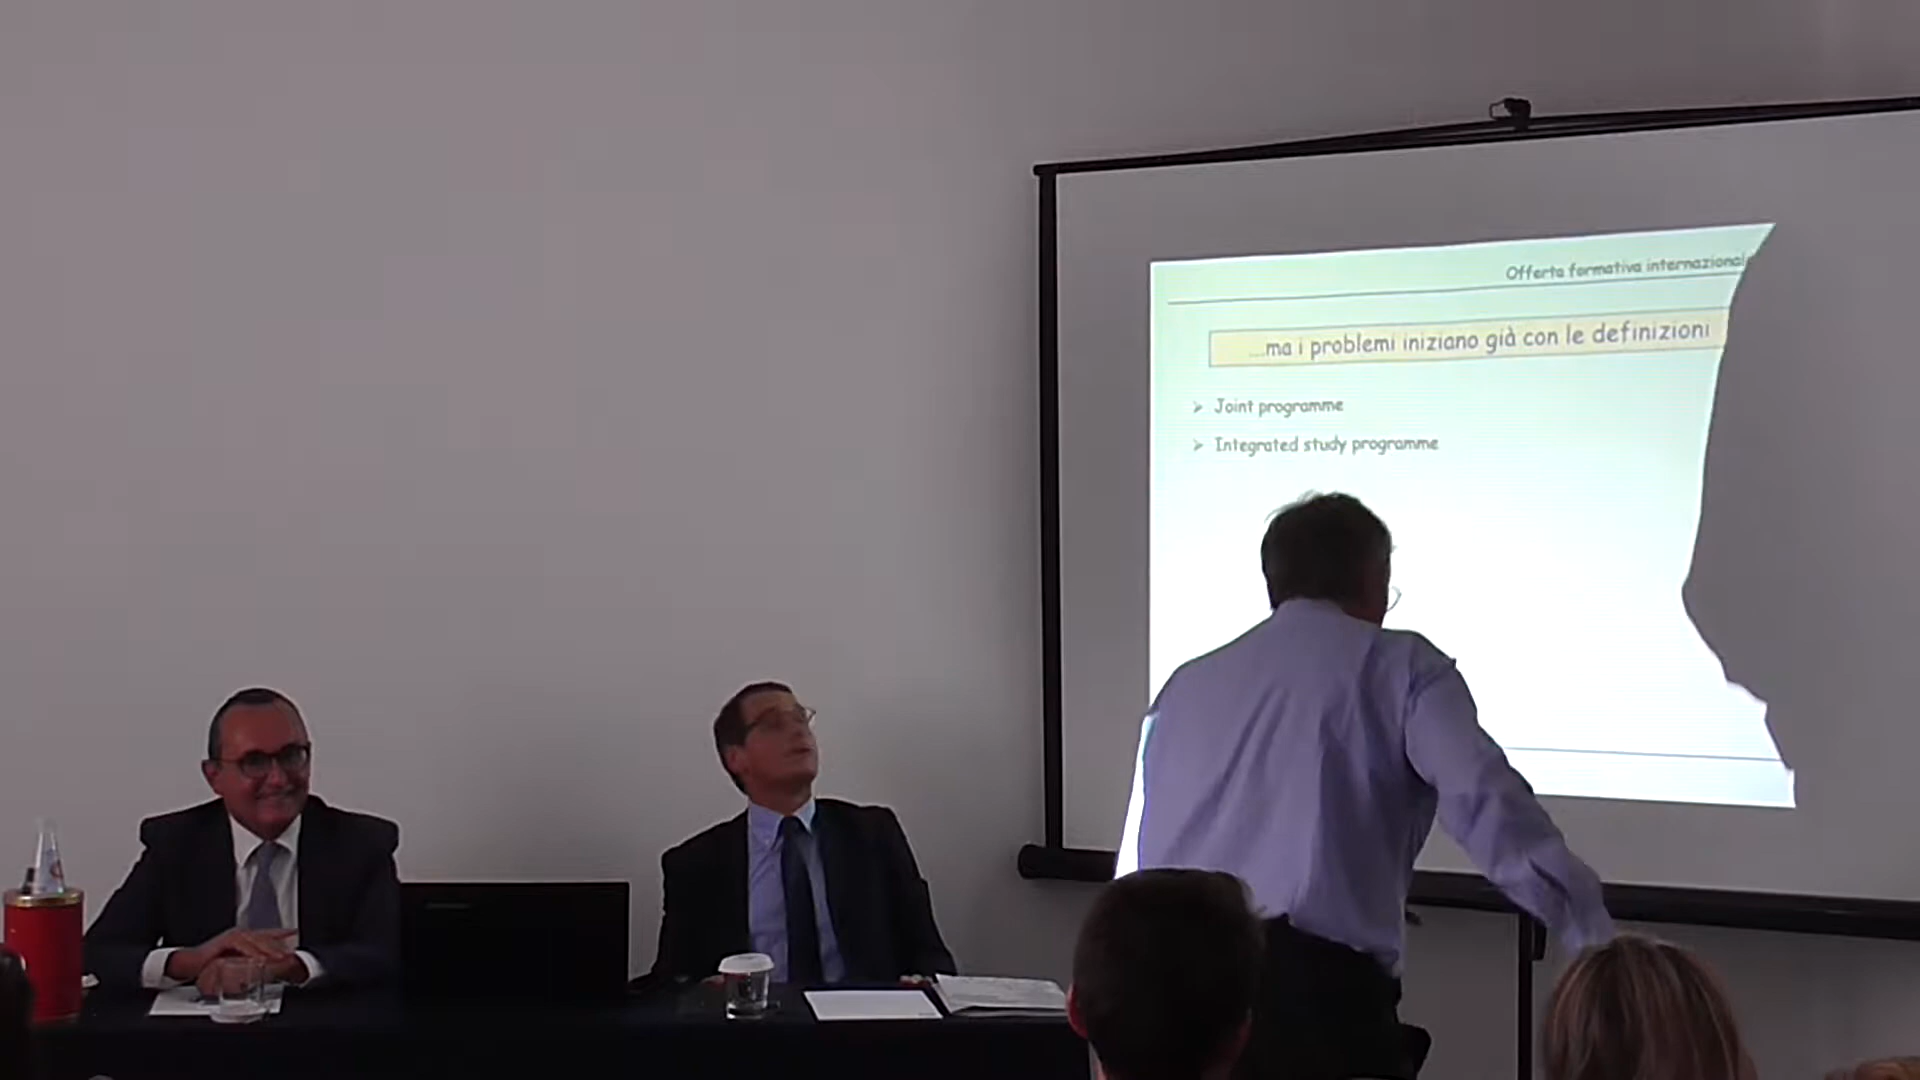 Offerta formativa internazionale
...ma i problemi iniziano già con le definizioni
Joint programme
Integrated study programme